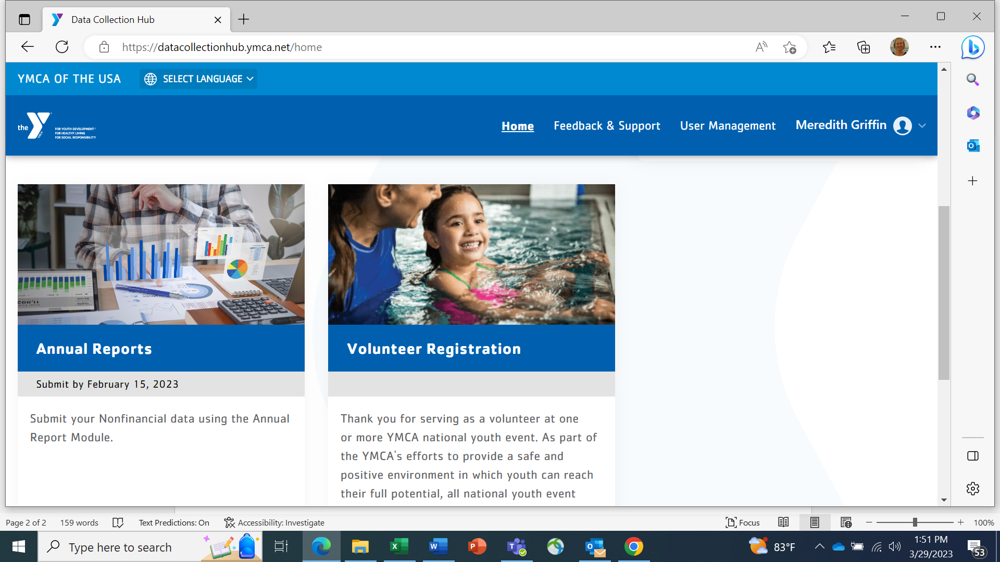 Data Collection Hub
https://datacollectionhub.ymca.net/home
YMCA OF THE USA
SELECT LANGUAGE
the
YMCA
FOR YOUTH DEVELOPMENT®
FOR HEALTHY LIVING
FOR SOCIAL RESPONSIBILITY
Home
Feedback & Support
User Management
Meredith Griffin
Annual Reports
Submit by February 15, 2023
Submit your Nonfinancial data using the Annual
Report Module.
Volunteer Registration
Thank you for serving as a volunteer at one
or more YMCA national youth event. As part of
the YMCA's efforts to provide a safe and
positive environment in which youth can reach
their full potential, all national youth event
Page 2 of 2
159 words
Text Predictions: On
Accessibility: Investigate
Focus
100%
Type here to search
83°F
1:51 PM
3/29/2023
53